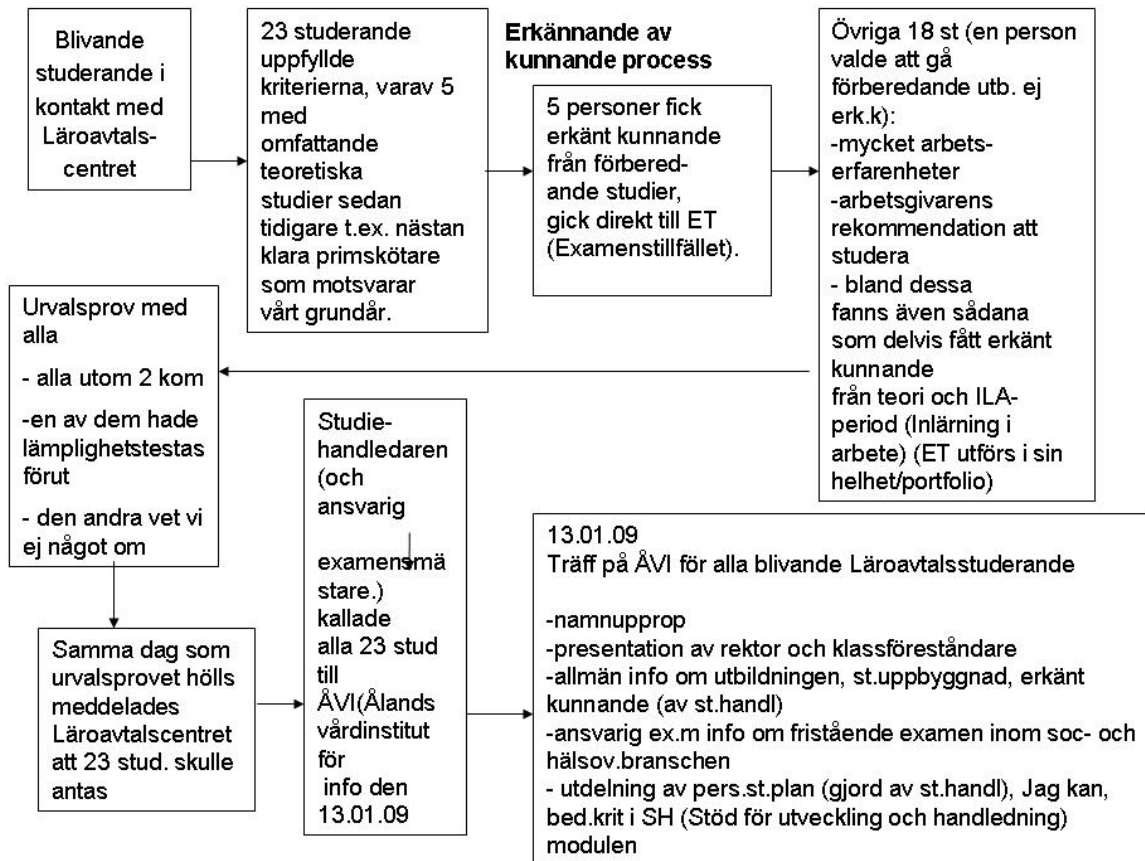 Blivande
studerande i
kontakt med
Läroavtals-
centret
23 studerande
uppfyllde
kriterierna, varav 5
med
omfattande
teoretiska
studier sedan
tidigare t.ex. nästan
klara primskötare
som motsvarar
vårt grundår.
Erkännande av
kunnande process
5 personer fick
erkänt kunnande
från förbered-
ande studier,
gick direkt till ET
(Examenstillfället).
Övriga 18 st (en person
valde att gå
förberedande utb. ej
erk.k):
-mycket arbets-
erfarenheter
-arbetsgivarens
rekommendation att
studera
- bland dessa
fanns även sådana
som delvis fått erkänt
kunnande
från teori och ILA-
period (Inlärning i
arbete) (ET utförs i sin
helhet/portfolio)
Urvalsprov med
alla
- alla utom 2 kom
-en av dem hade
lämplighetstestas
förut
- den andra vet vi
ej något om
Samma dag som
urvalsprovet hölls
meddelades
Läroavtalscentret
att 23 stud. skulle
antas
Studie-
handledaren
(och
ansvarig
examensmä
stare.)
kallade
alla 23 stud
till
ÅVI(Ålands
vårdinstitut
för
info den
13.01.09
13.01.09
Träff på ÅVI för alla blivande Läroavtalsstuderande
-namnupprop
-presentation av rektor och klassföreståndare
-allmän info om utbildningen, st.uppbyggnad, erkänt
kunnande (av st.handl)
-ansvarig ex.m info om fristående examen inom soc- och
hälsov.branschen
- utdelning av pers.st.plan (gjord av st.handl), Jag kan,
bed.krit i SH (Stöd för utveckling och handledning)
modulen